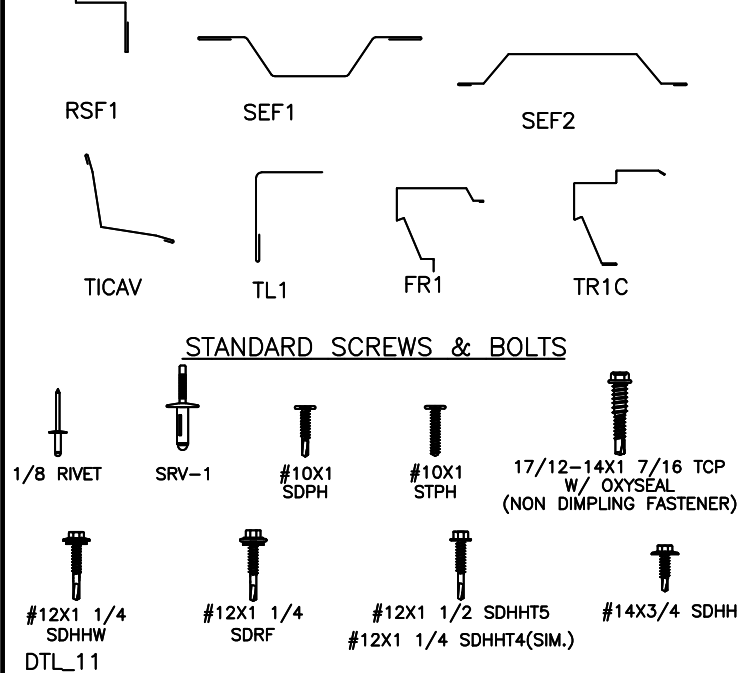 RSF1
SEF1
SEF2
TICAV
TL1
FR1
TR1C
STANDARD SCREWS & BOLTS
1/8 RIVET
SRV-1
#10X1
SDPH
#10X1
STPH
17/12-14X1 7/16 TCP
W/ OXYSEAL
(NON DIMPLING FASTENER)
#12X1 1/4
SDHHW
#12X1 1/4
SDRF
#12X1 1/2 SDHHT5
#12X1 1/4 SDHHT4(SIM.)
#14X3/4 SDHH
DTL_11